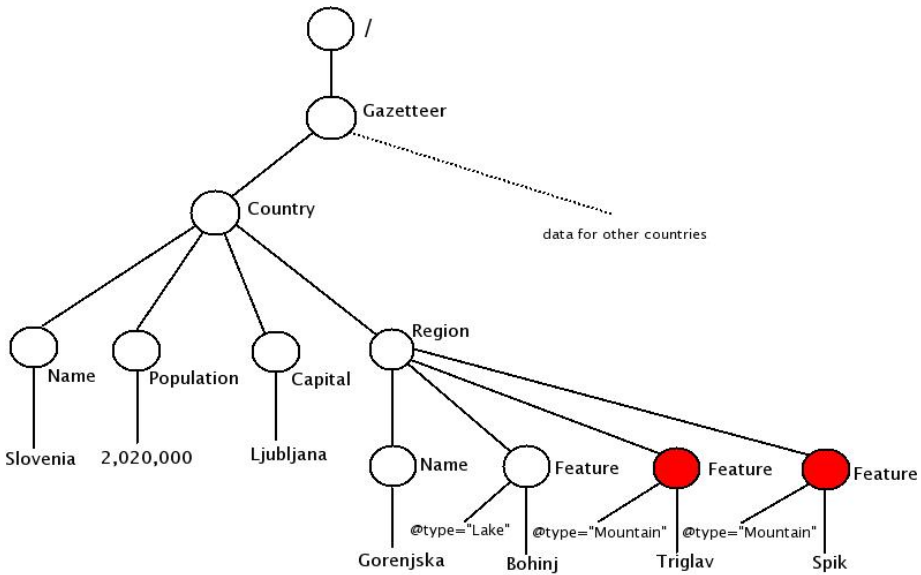 /
Gazetteer
Country
data for other countries
Region
Name
Population
Capital
Slovenia
2,020,000
Ljubljana
Name
Feature
Feature
Feature
@type="Lake"
@type="Mountain"
@type="Mountain"
Gorenjska
Bohinj
Triglav
Spik